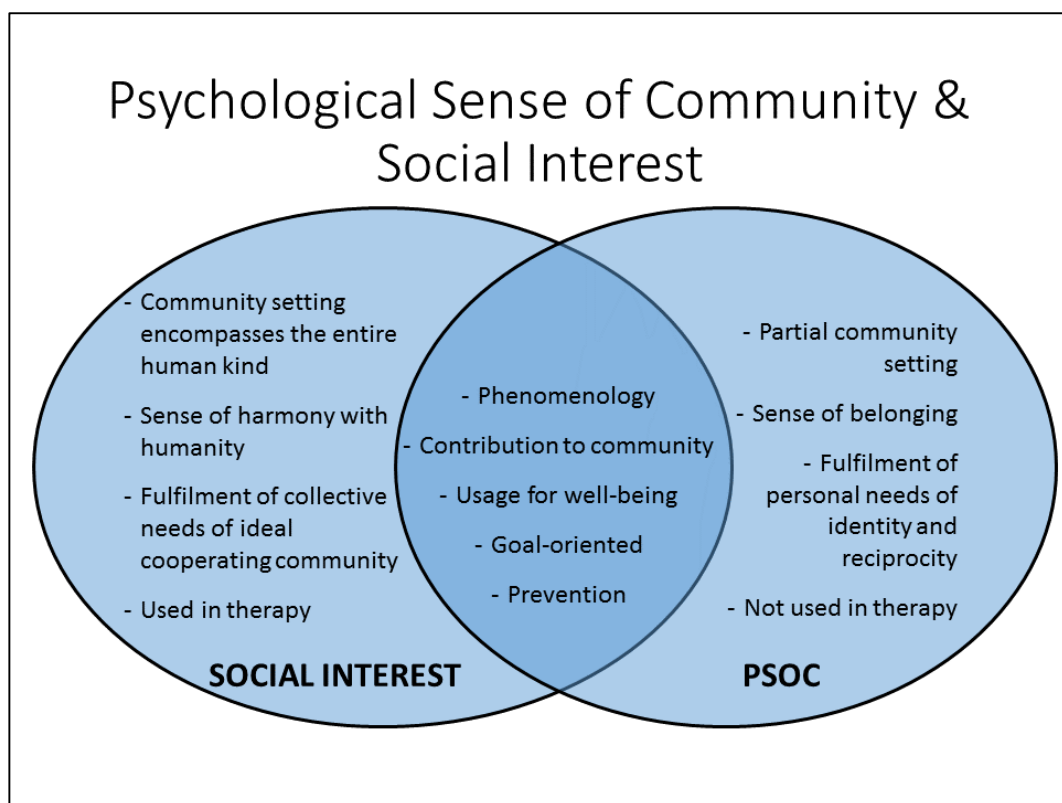 Psychological Sense of Community &
Social Interest
- Community setting
encompasses the entire
human kind
- Sense of harmony with
humanity
- Fulfilment of collective
needs of ideal
cooperating community
- Used in therapy
SOCIAL INTEREST
- Phenomenology
- Contribution to community
- Usage for well-being
- Goal-oriented
- Prevention
- Partial community
setting
- Sense of belonging
- Fulfilment of
personal needs of
identity and
reciprocity
- Not used in therapy
PSOC